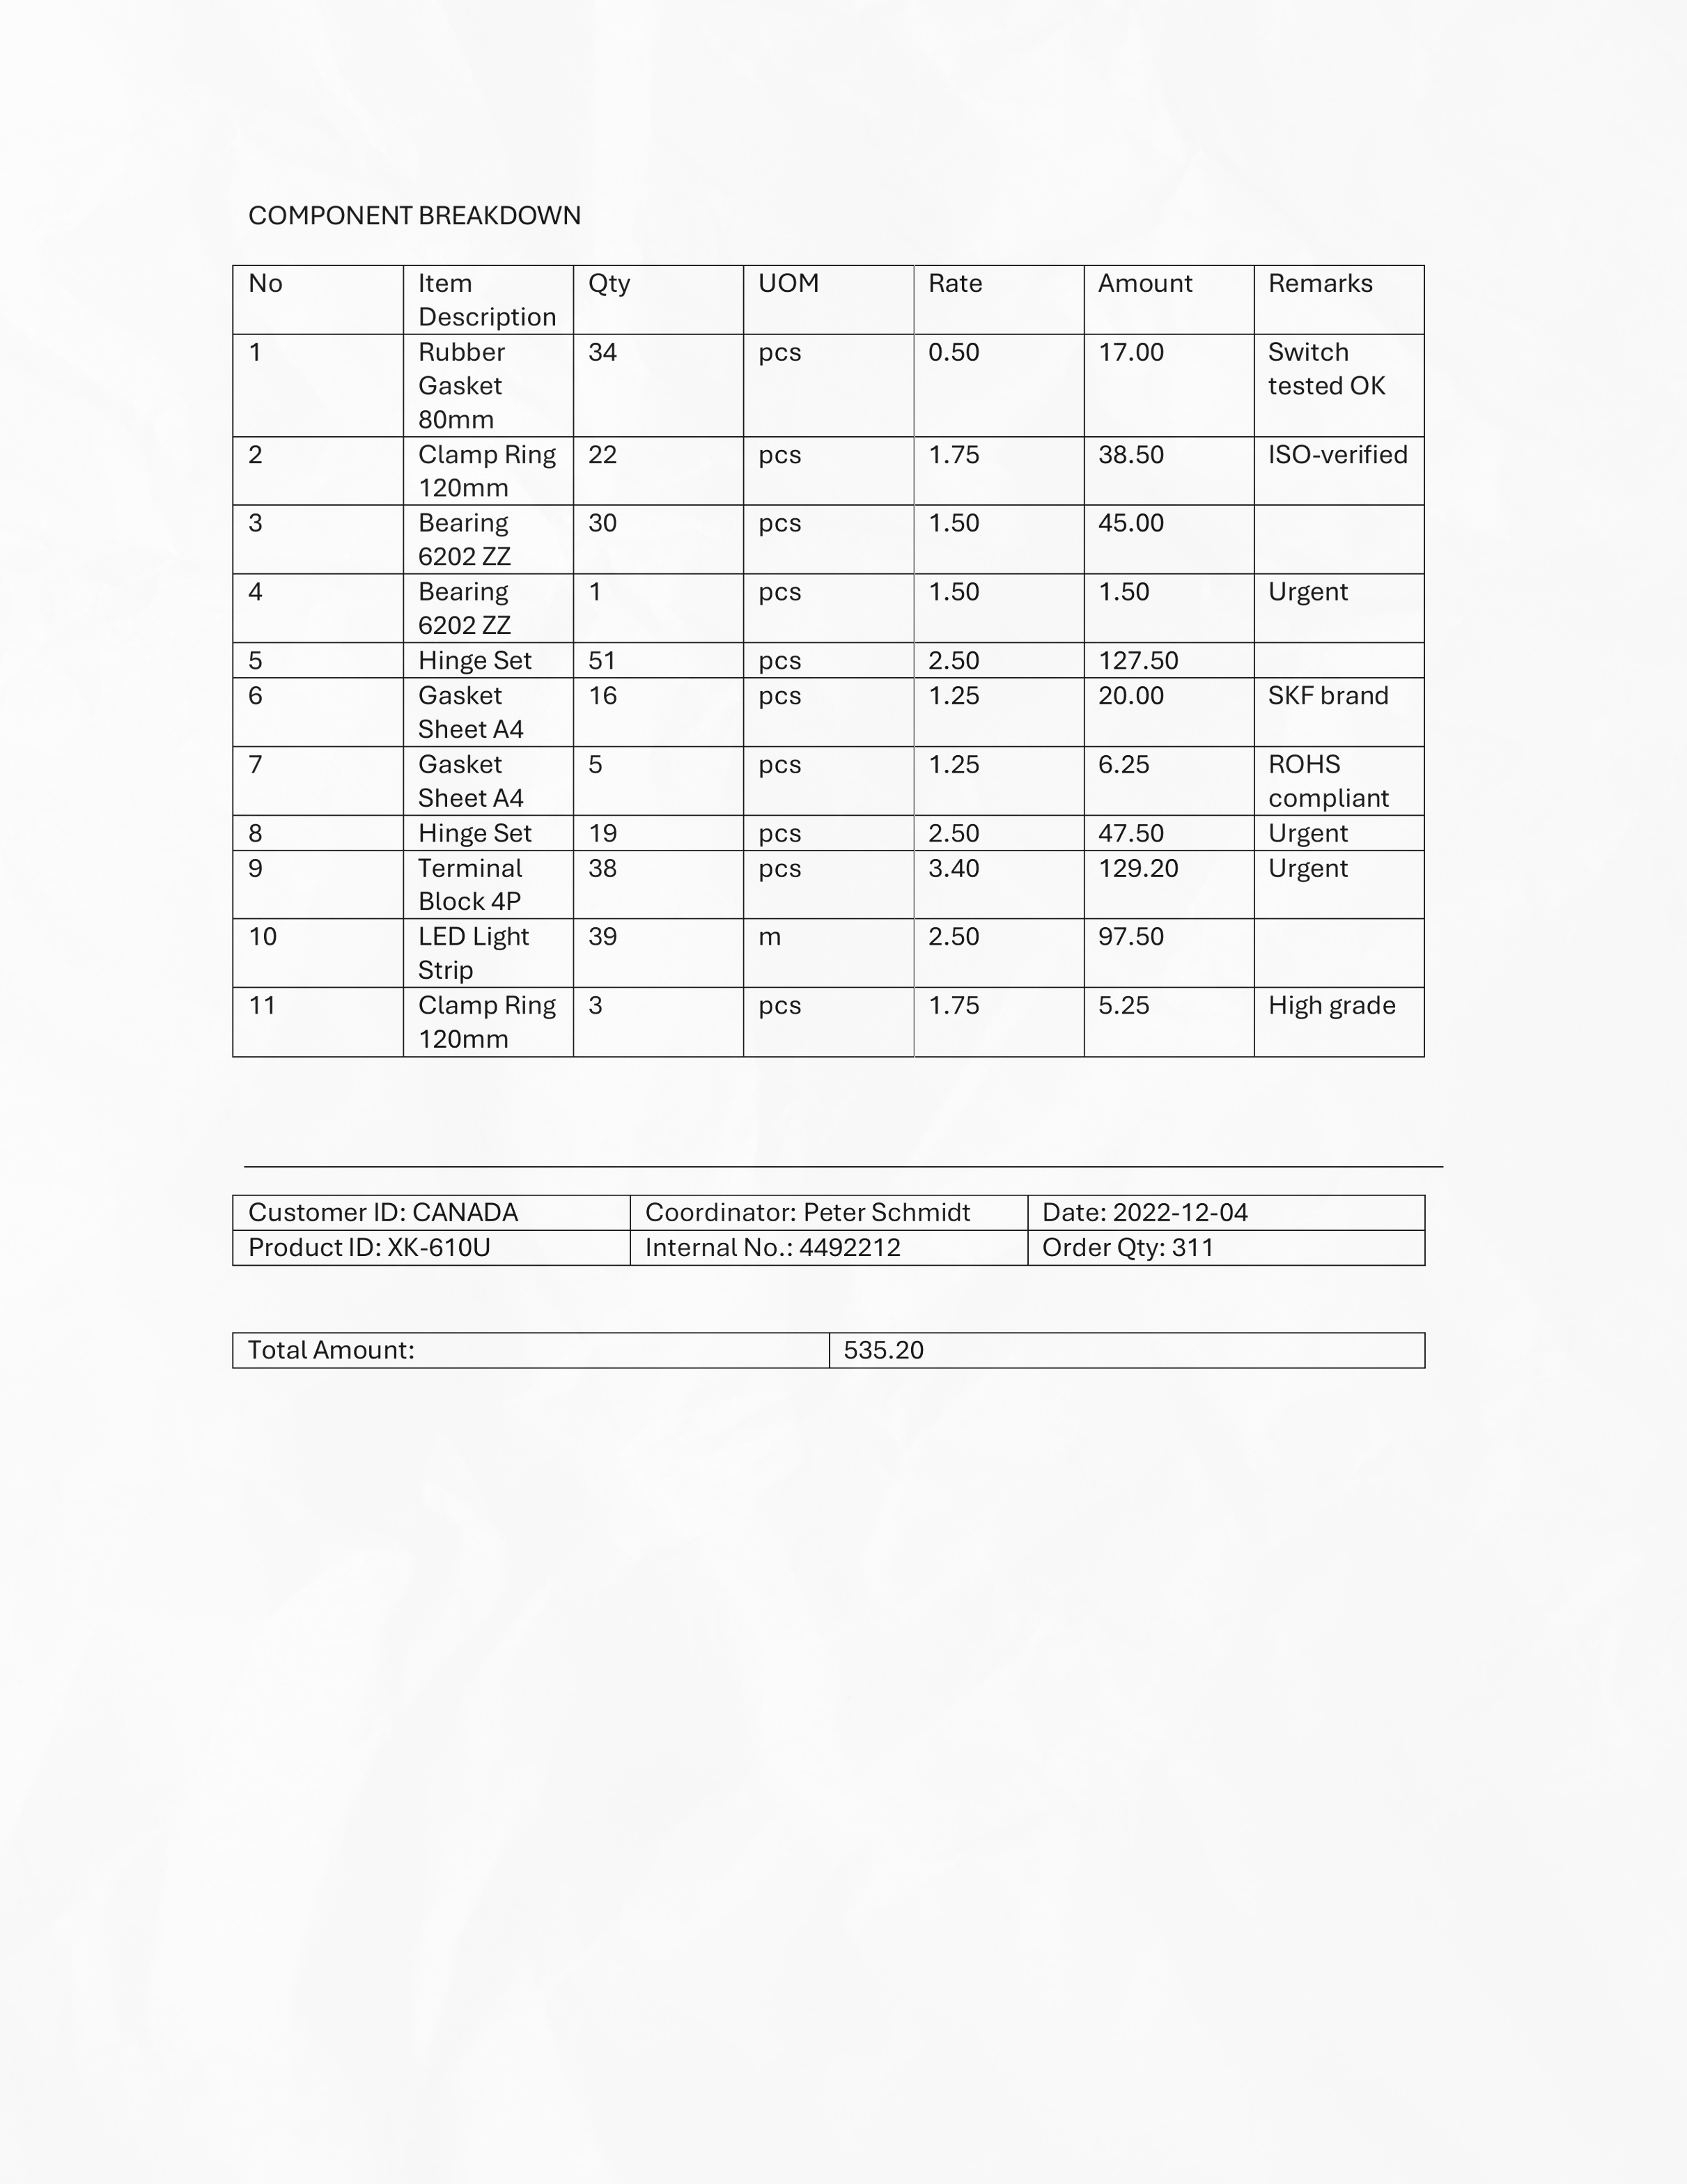 COMPONENT BREAKDOWN
No Item Description Qty UOM Rate Amount Remarks
1 Rubber Gasket 80mm 34 pcs 0.50 17.00 Switch tested OK
2 Clamp Ring 120mm 22 pcs 1.75 38.50 ISO-verified
3 Bearing 6202 ZZ 30 pcs 1.50 45.00
4 Bearing 6202 ZZ 1 pcs 1.50 1.50 Urgent
5 Hinge Set 51 pcs 2.50 127.50
6 Gasket Sheet A4 16 pcs 1.25 20.00 SKF brand
7 Gasket Sheet A4 5 pcs 1.25 6.25 ROHS compliant
8 Hinge Set 19 pcs 2.50 47.50 Urgent
9 Terminal Block 4P 38 pcs 3.40 129.20 Urgent
10 LED Light Strip 39 m 2.50 97.50
11 Clamp Ring 120mm 3 pcs 1.75 5.25 High grade
Customer ID: CANADA Coordinator: Peter Schmidt Date: 2022-12-04
Product ID: XK-610U Internal No.: 4492212 Order Qty: 311
Total Amount: 535.20